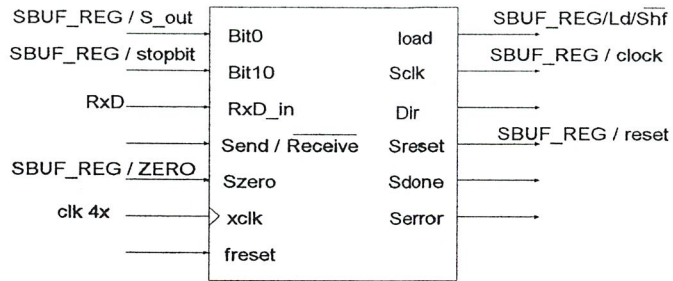 SBUF_REG / S_out
SBUF_REG/Ld/Shf
Bit0
load
SBUF_REG / stopbit
SBUF_REG / clock
Bit10
Sclk
RxD
RxD_in
Dir
Send / Receive
Sreset
SBUF_REG / reset
SBUF_REG / ZERO
Szero
Sdone
clk 4x
xclk
Serror
freset